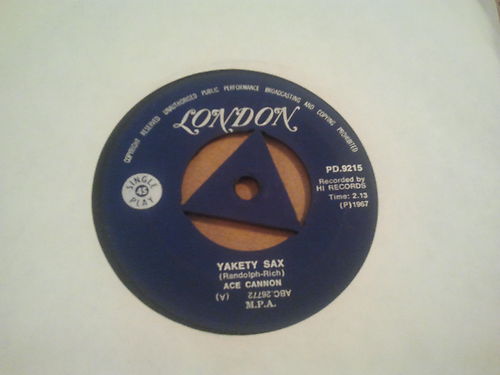 COPYRIGHT RESERVED UNAUTHORISED PUBLIC PERFORMANCE BROADCASTING AND COPYING PROHIBITED
LONDON
PD.9215
Recorded by
HI RECORDS
Time: 2.13
(P)1967
SINGLE
45
PLAY
YAKETY SAX
(Randolph-Rich)
ACE CANNON
ABC.26772 (A)
M.P.A.